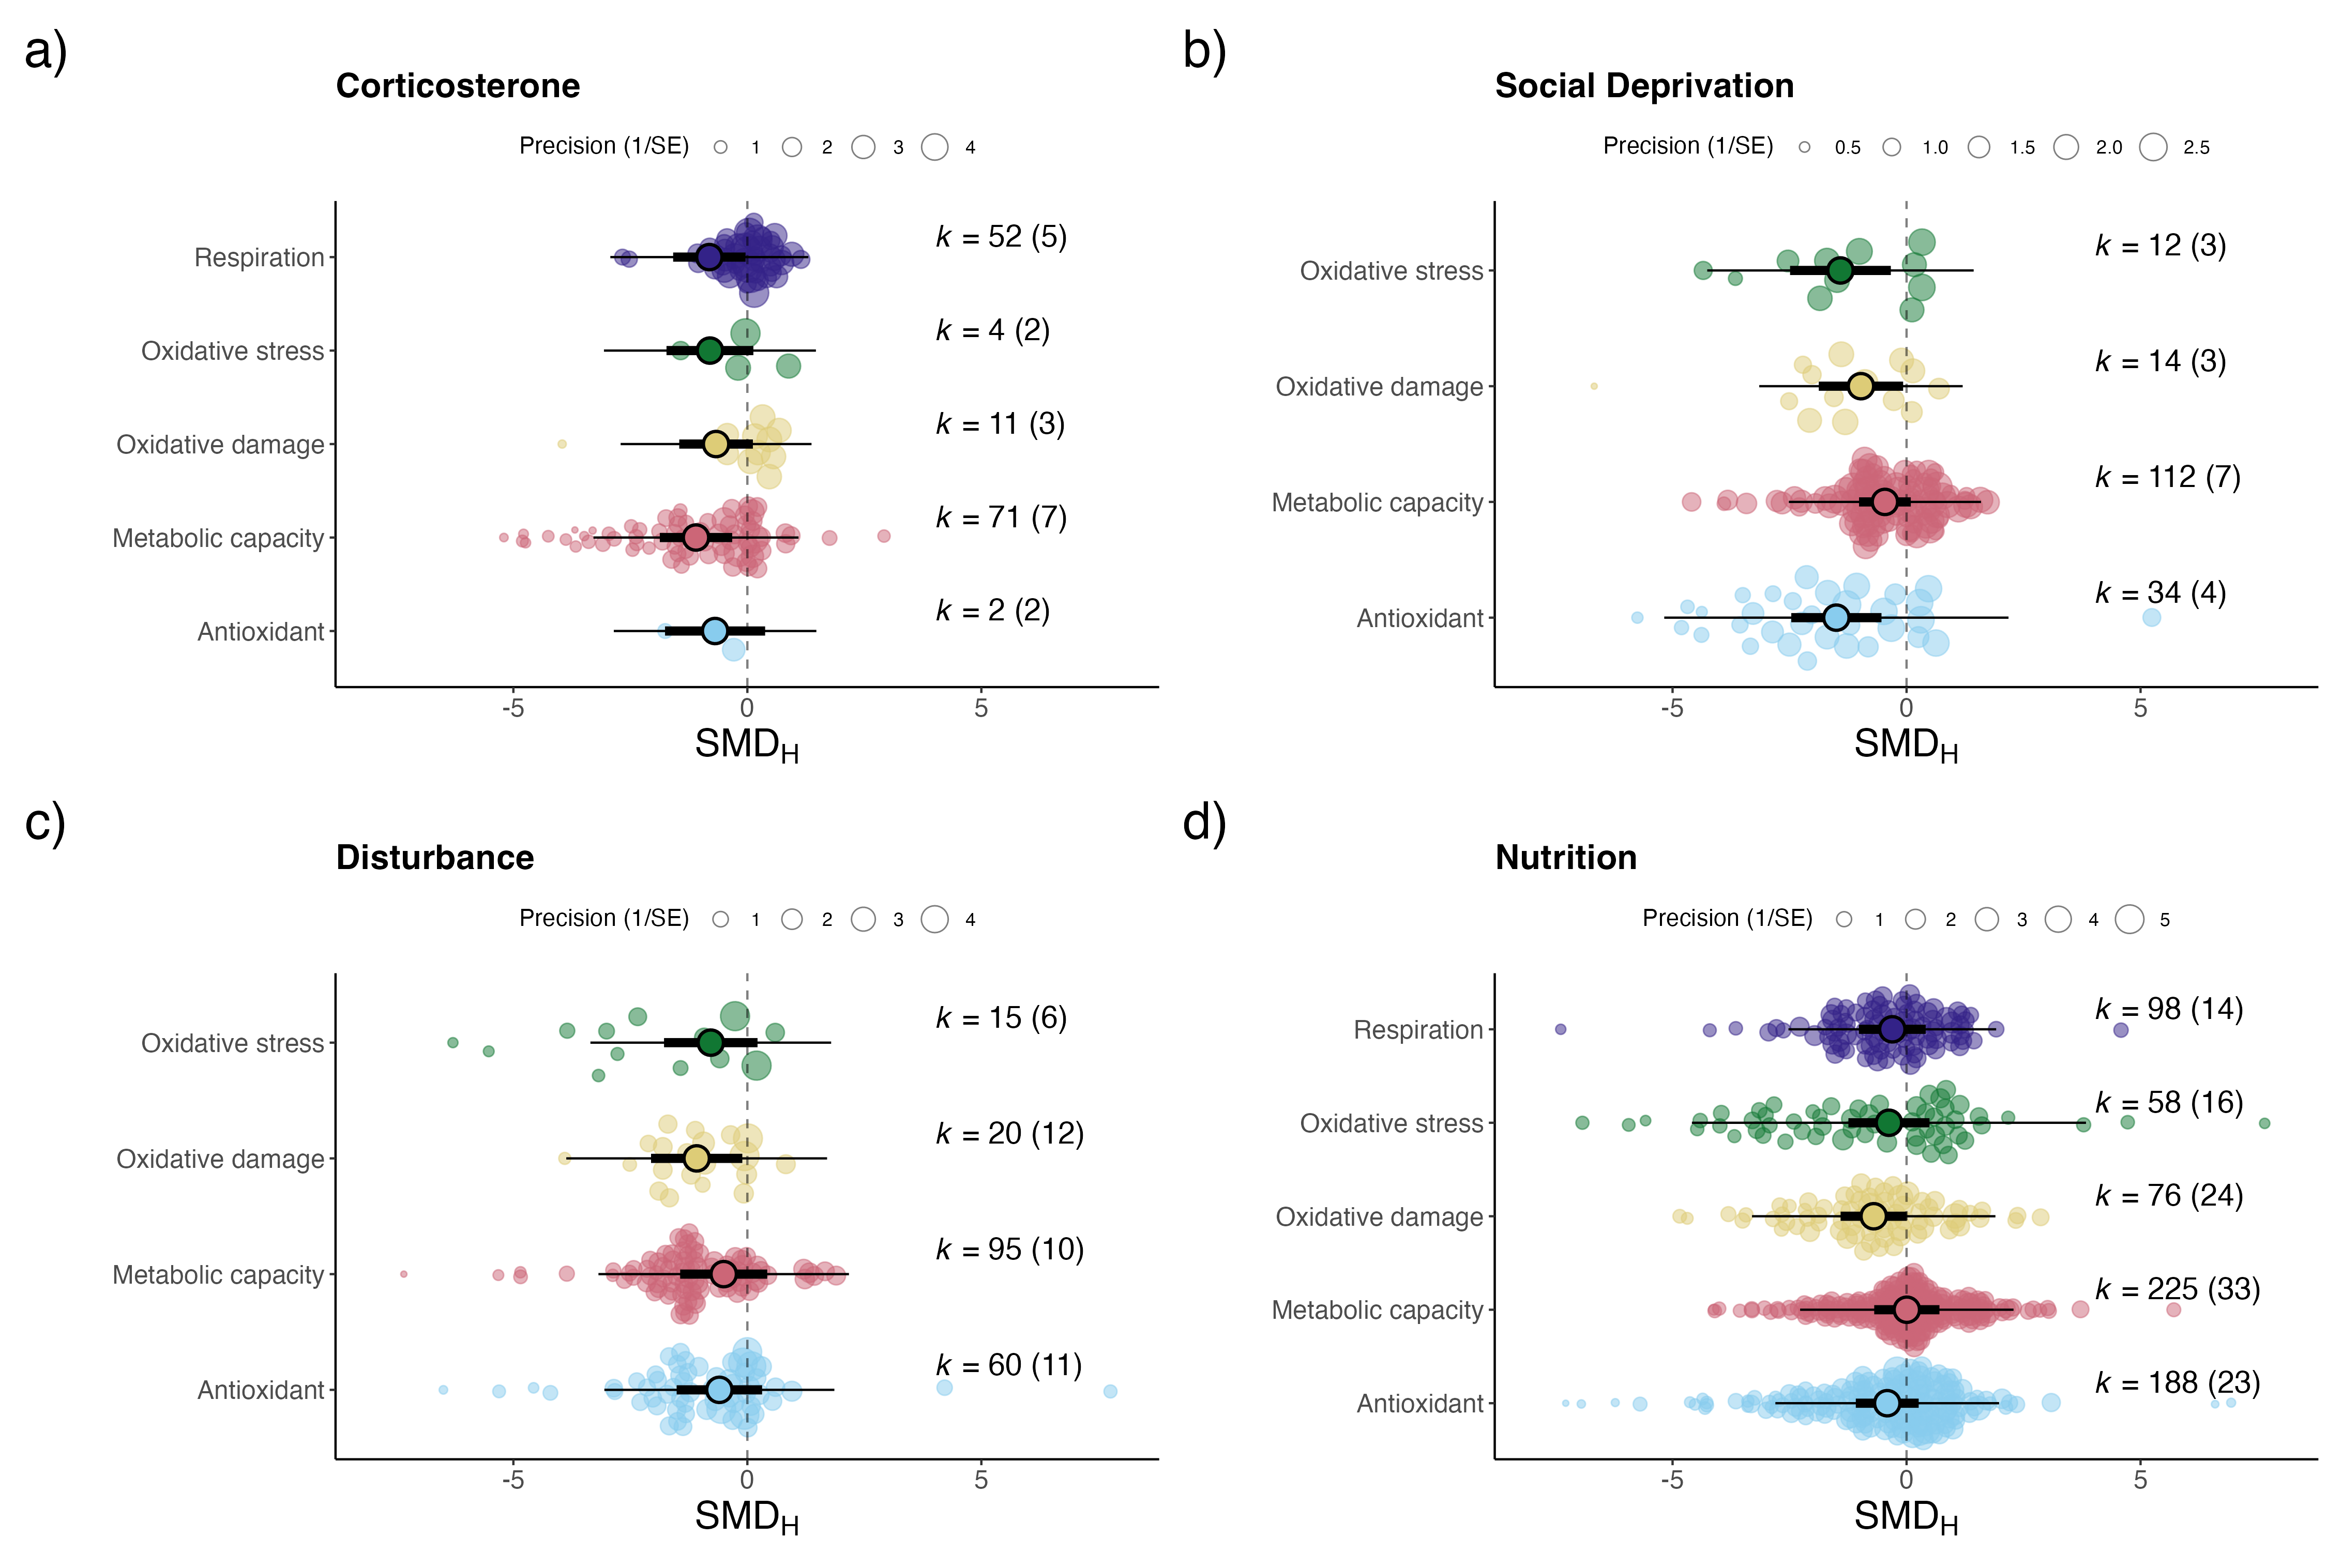 a)
Corticosterone
Precision (1/SE) 1 2 3 4
Respiration k = 52 (5)
Oxidative stress k = 4 (2)
Oxidative damage k = 11 (3)
Metabolic capacity k = 71 (7)
Antioxidant k = 2 (2)
-5 0 5
SMD_H
b)
Social Deprivation
Precision (1/SE) 0.5 1.0 1.5 2.0 2.5
Oxidative stress k = 12 (3)
Oxidative damage k = 14 (3)
Metabolic capacity k = 112 (7)
Antioxidant k = 34 (4)
-5 0 5
SMD_H
c)
Disturbance
Precision (1/SE) 1 2 3 4
Oxidative stress k = 15 (6)
Oxidative damage k = 20 (12)
Metabolic capacity k = 95 (10)
Antioxidant k = 60 (11)
-5 0 5
SMD_H
d)
Nutrition
Precision (1/SE) 1 2 3 4 5
Respiration k = 98 (14)
Oxidative stress k = 58 (16)
Oxidative damage k = 76 (24)
Metabolic capacity k = 225 (33)
Antioxidant k = 188 (23)
-5 0 5
SMD_H